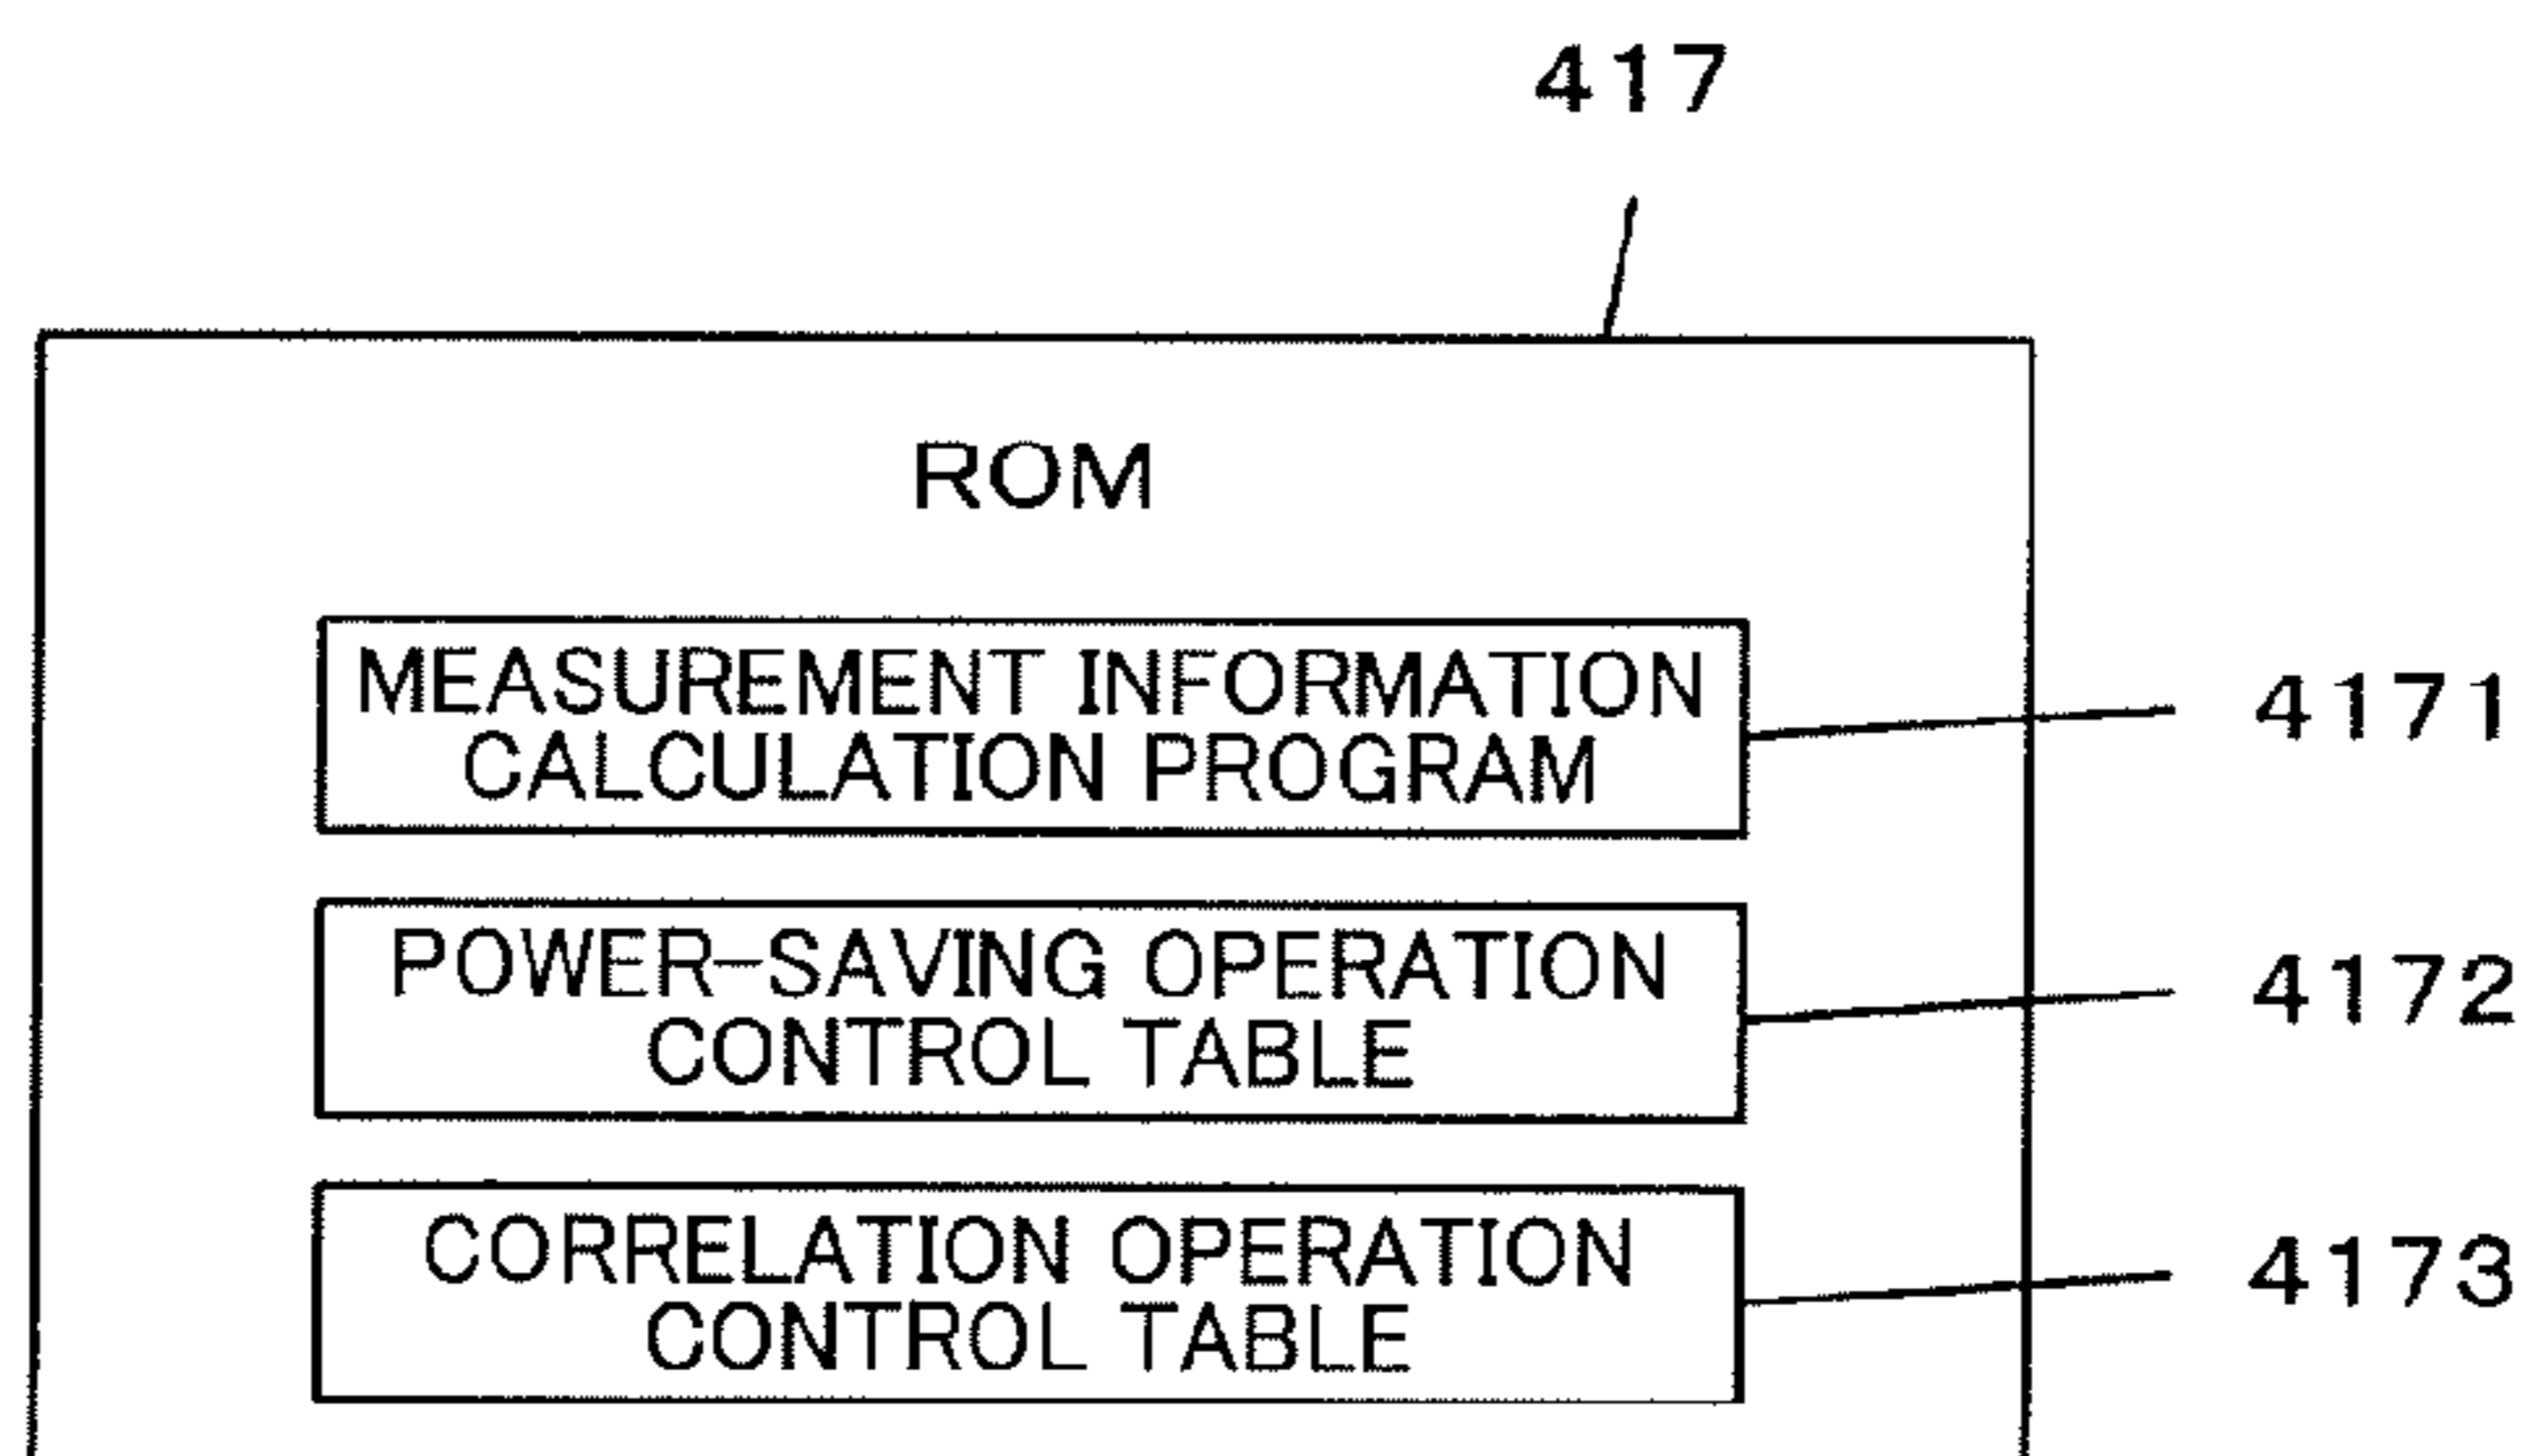 417
ROM
MEASUREMENT INFORMATION
CALCULATION PROGRAM
4171
POWER-SAVING OPERATION
CONTROL TABLE
4172
CORRELATION OPERATION
CONTROL TABLE
4173